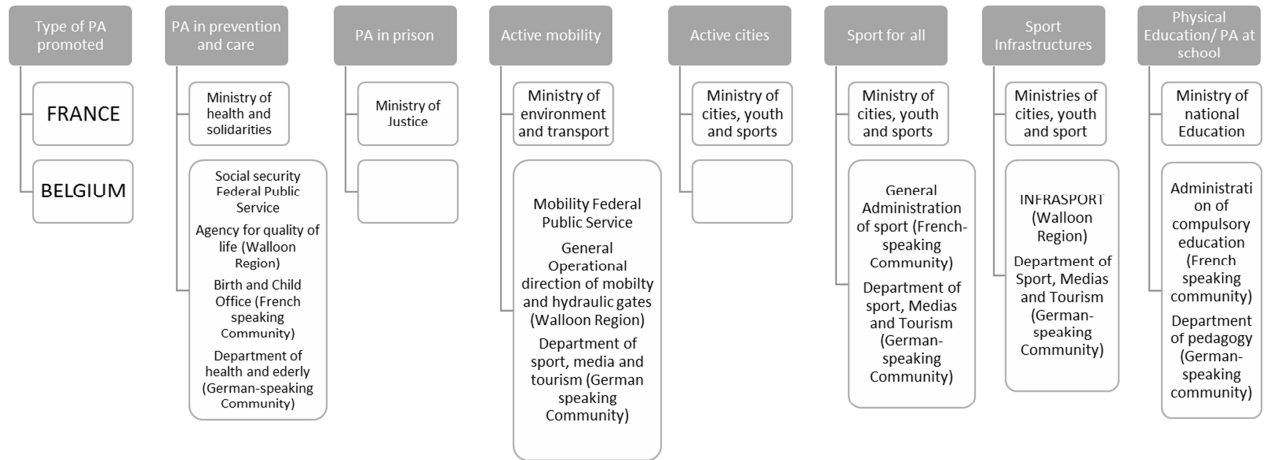 Type of PA
promoted
FRANCE
BELGIUM
PA in prevention
and care
Ministry of
health and
solidarities
Social security
Federal Public
Service
Agency for quality of
life (Walloon
Region)
Birth and Child
Office (French
speaking
Community)
Department of
health and ederly
(German-speaking
Community)
PA in prison
Ministry of
Justice
Active mobility
Ministry of
environment
and transport
Mobility Federal
Public Service
General
Operational
direction of mobilty
and hydraulic gates
(Walloon Region)
Department of
sport, media and
tourism (German
speaking
Community)
Active cities
Ministry of
cities, youth
and sports
Sport for all
Ministry of
cities, youth
and sports
General
Administration
of sport (French-
speaking
Community)
Department of
sport, Medias
and Tourism
(German-
speaking
Community)
Sport
Infrastructures
Ministries of
cities, youth
and sport
INFRASPORT
(Walloon
Region)
Department of
Sport, Medias
and Tourism
(German-
speaking
Community)
Physical
Education/ PA at
school
Ministry of
national
Education
Administrati
on of
compulsory
education
(French
speaking
community)
Department
of pedagogy
(German-
speaking
community)